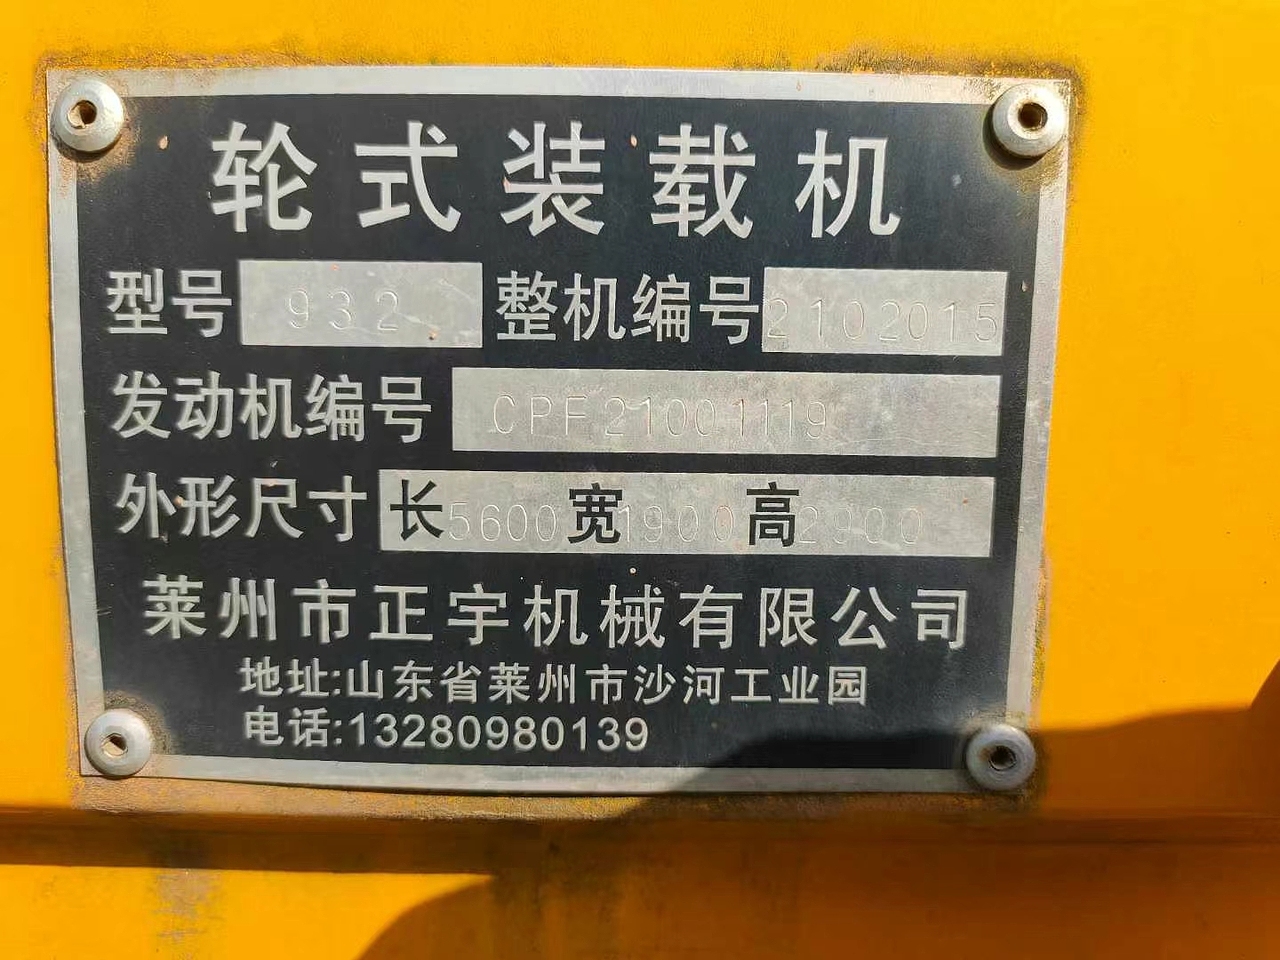 轮式装载机
型号 932 整机编号 2102015
发动机编号 CPF21001119
外形尺寸 长5600 宽1900 高2900
莱州市正宇机械有限公司
地址:山东省莱州市沙河工业园
电话:13280980139